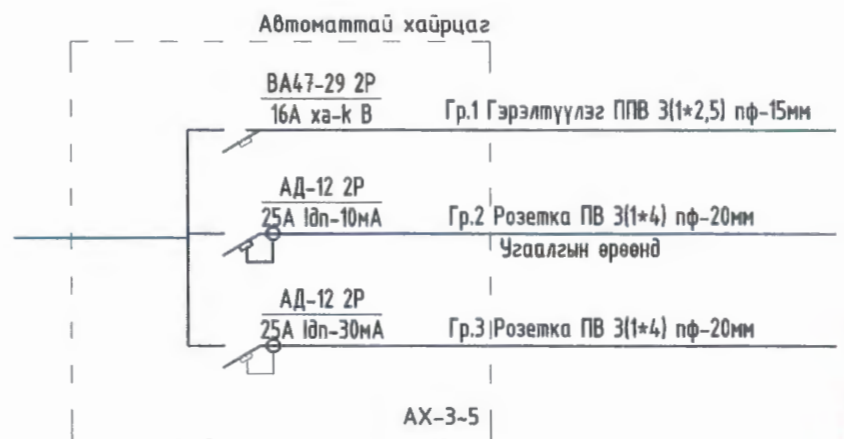 Автоматтай хайрцаг
ВА47-29 2Р
16А ха-k В
Гр.1 Гэрэлтүүлэг ППВ 3(1*2,5) пф-15мм
АД-12 2Р
25А Iдп-10мА
Гр.2 Розетка ПВ 3(1*4) пф-20мм
Угаалгын өрөөнд
АД-12 2Р
25А Iдп-30мА
Гр.3 Розетка ПВ 3(1*4) пф-20мм
АХ-3~5